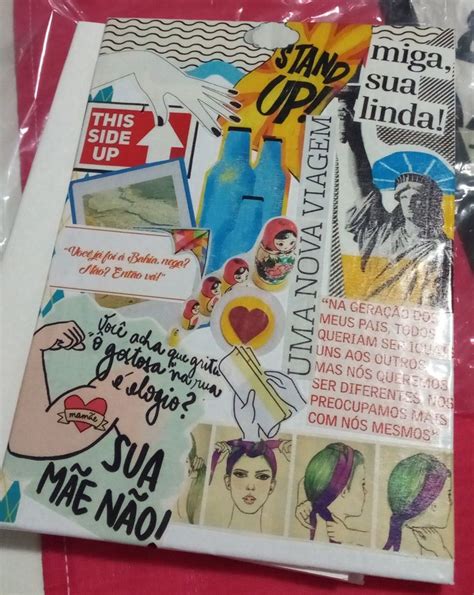 STAND
UP!
miga,
sua
linda!
THIS
SIDE
UP
UMA NOVA VIAGEM
"Você já foi à Bahia, nega?
Não? Então vá!"
"NA GERAÇÃO DOS
MEUS PAIS, TODOS
QUERIAM SER IGUAL
UNS AOS OUTROS
MAS NÓS QUEREMOS
SER DIFERENTES. NOS
PREOCUPAMOS MAIS
COM NÓS MESMOS"
Você acha que gritar
ô gostosa na rua
é elogio?
mamãe
SUA
MÃE NÃO!